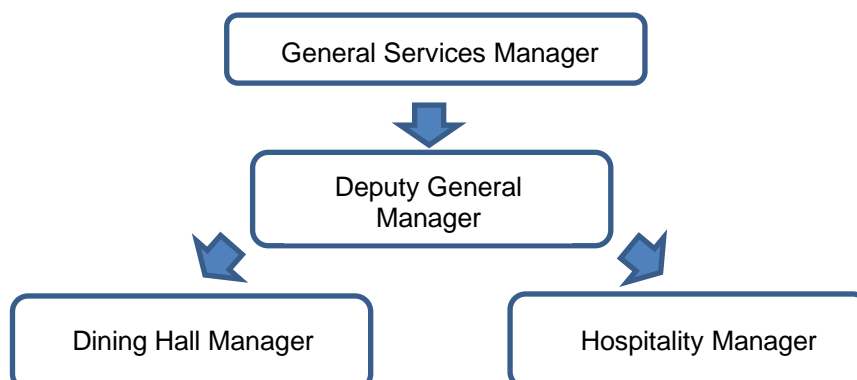 General Services Manager
Deputy General
Manager
Dining Hall Manager
Hospitality Manager